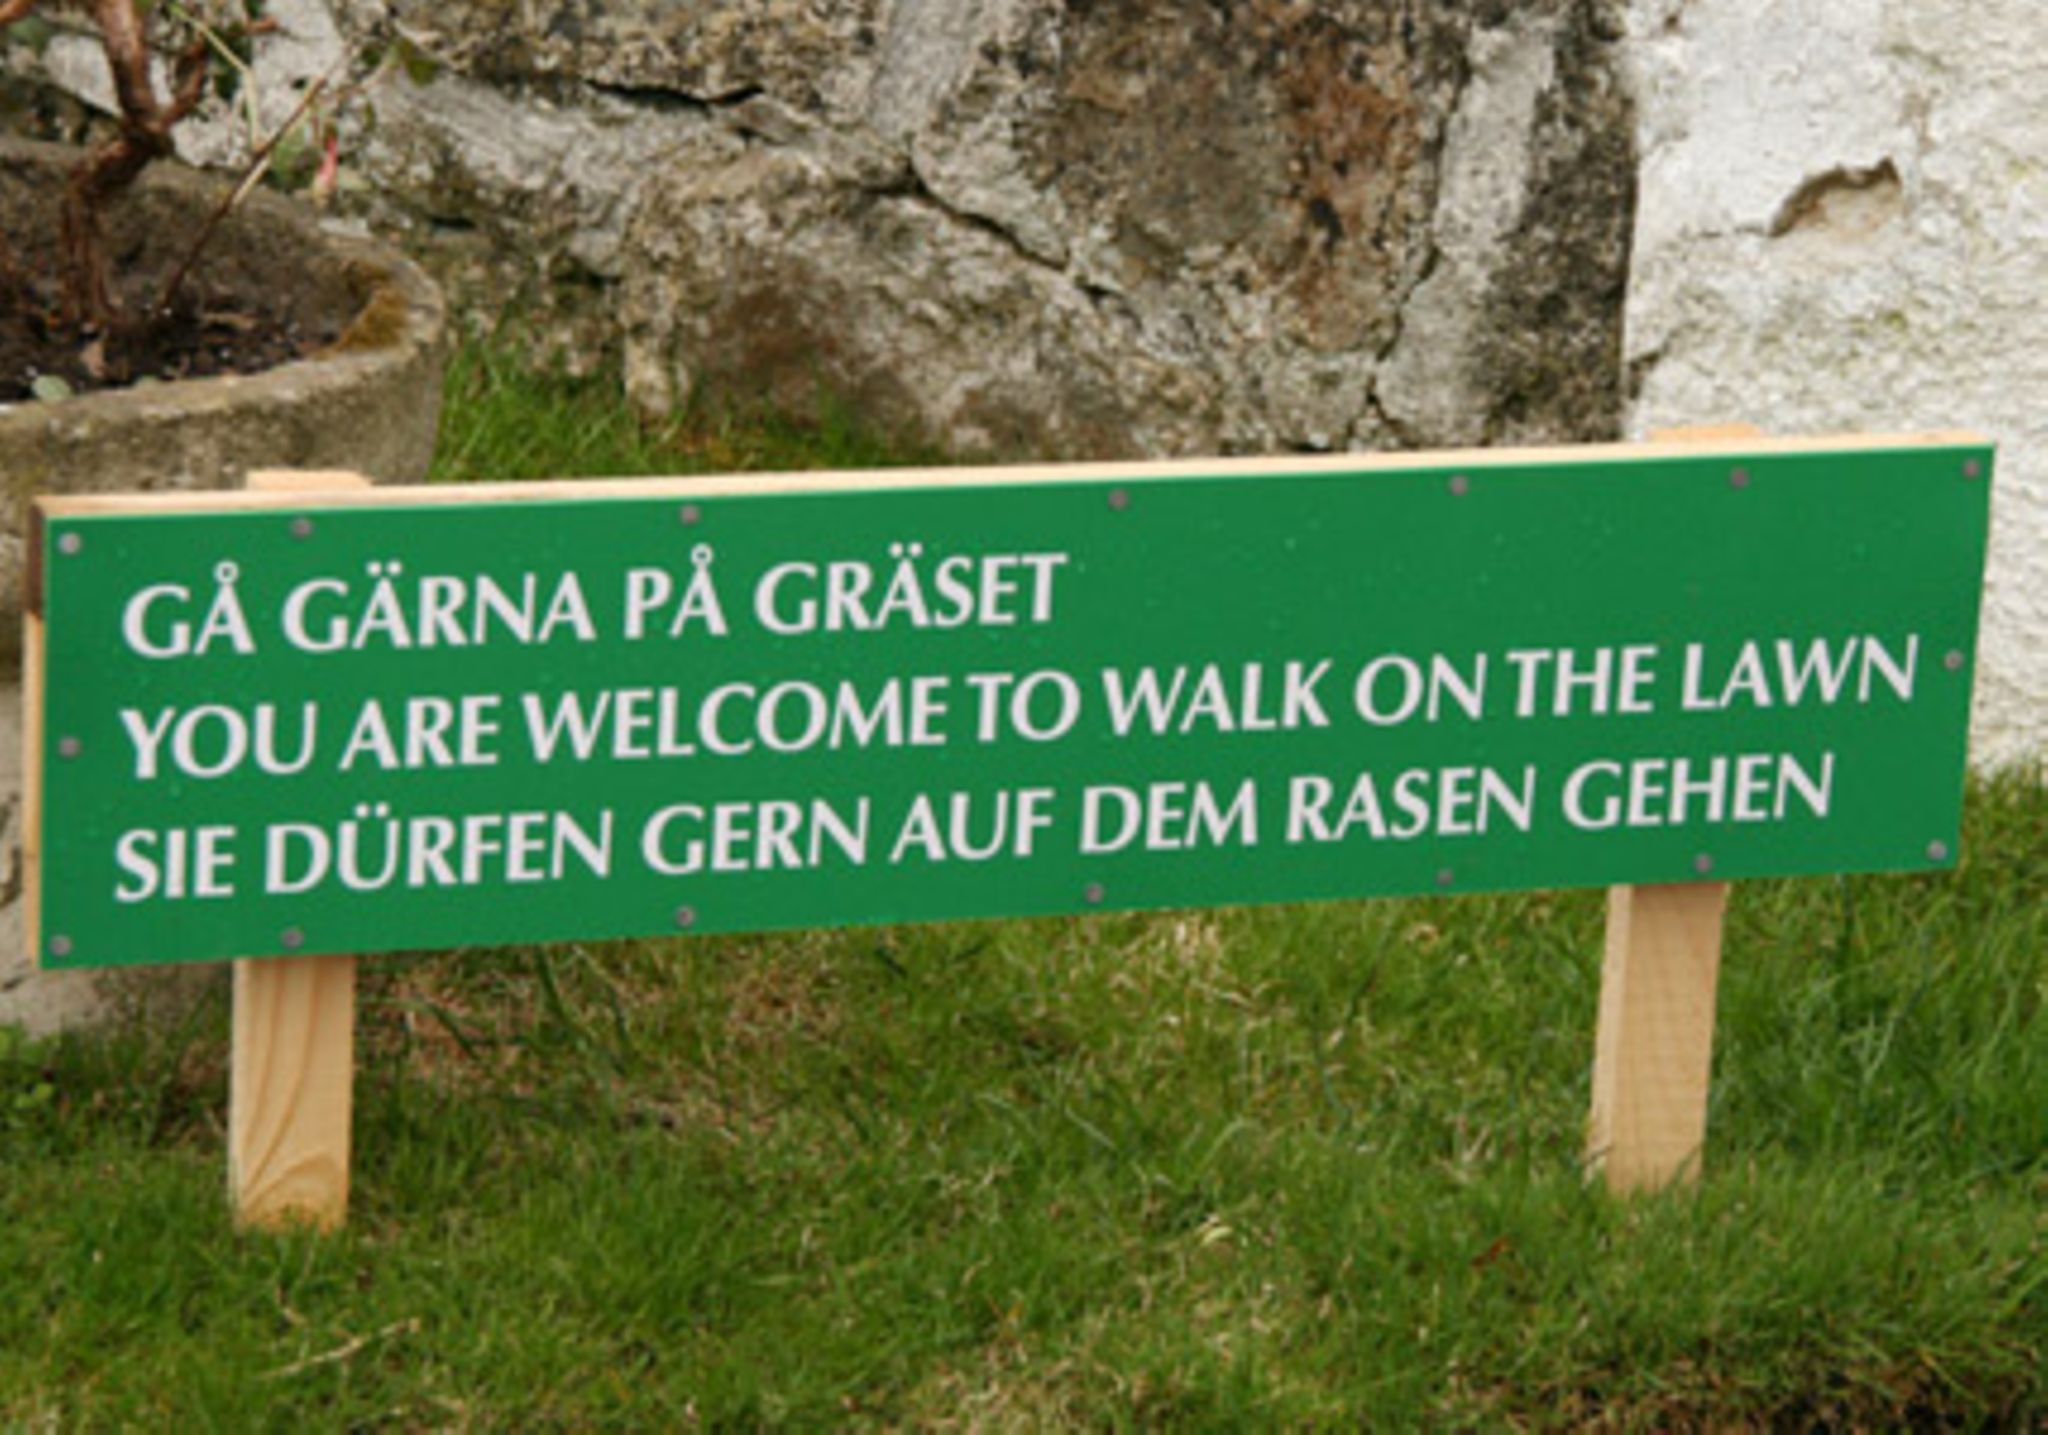 GÅ GÄRNA PÅ GRÄSET
YOU ARE WELCOME TO WALK ON THE LAWN
SIE DÜRFEN GERN AUF DEM RASEN GEHEN